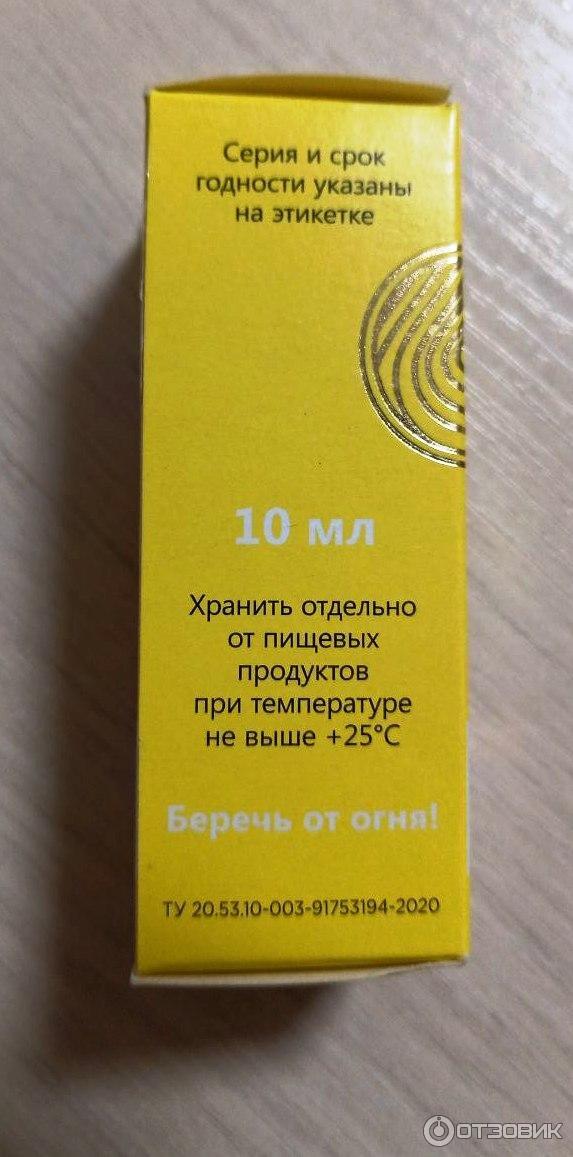 Серия и срок
годности указаны
на этикетке
10 мл
Хранить отдельно
от пищевых
продуктов
при температуре
не выше +25°C
Беречь от огня!
ТУ 20.53.10-003-91753194-2020
ОТЗОВИК